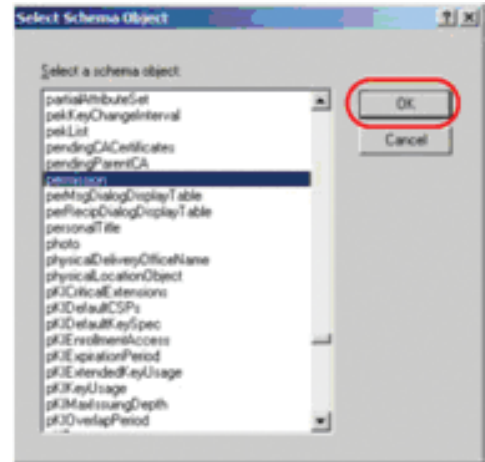 Select Schema Object
Select a schema object:
partialAttributeSet
pekKeyChangeInterval
pekList
pendingCACertificates
pendingParentCA
permission
perMsgDialogDisplayTable
perRecipDialogDisplayTable
personalTitle
photo
physicalDeliveryOfficeName
physicalLocationObject
pKICriticalExtensions
pKIDefaultCSPs
pKIDefaultKeySpec
pKIEnrollmentAccess
pKIExpirationPeriod
pKIExtendedKeyUsage
pKIKeyUsage
pKIMaxIssuingDepth
pKIOverlapPeriod
OK
Cancel